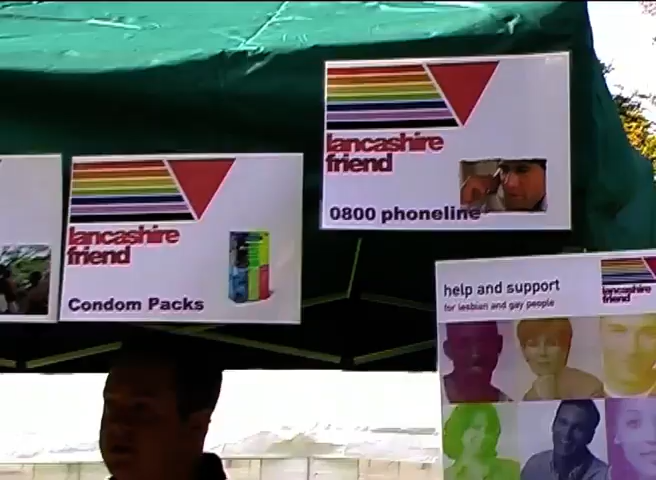 lancashire
friend
0800 phoneline
lancashire
friend
Condom Packs
help and support
for lesbian and gay people
lancashire
friend